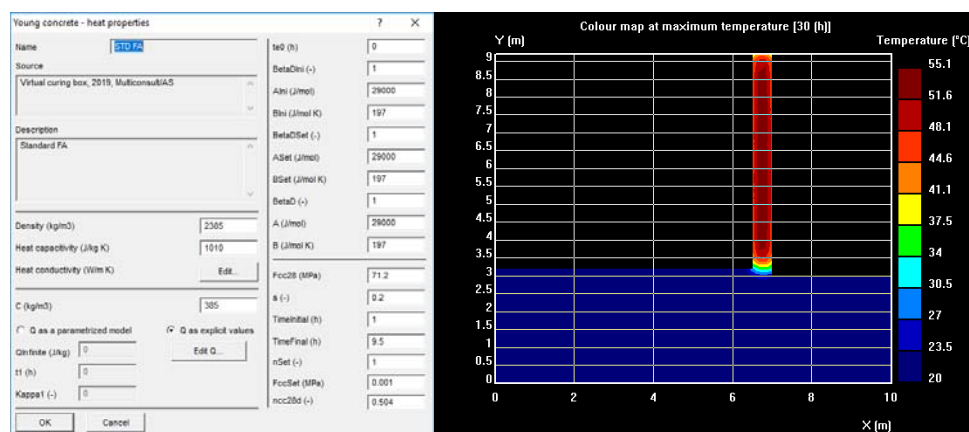 Young concrete - heat properties ? ×
Name STD FA
Source
Virtual curing box, 2019, Multiconsult/AS
Description
Standard FA
Density (kg/m3) 2385
Heat capacitivity (J/kg K) 1010
Heat conductivity (W/m K) Edit...
C (kg/m3) 385
Q as a parametrized model Q as explicit values
Qinfinite (J/kg) 0 Edit Q...
t1 (h) 0
Kappa1 (-) 0
OK Cancel
te0 (h) 0
BetaDIni (-) 1
AIni (J/mol) 29000
BIni (J/mol K) 197
BetaDSet (-) 1
ASet (J/mol) 29000
BSet (J/mol K) 197
BetaD (-) 1
A (J/mol) 29000
B (J/mol K) 197
Fcc28 (MPa) 71.2
s (-) 0.2
TimeInitial (h) 1
TimeFinal (h) 9.5
nSet (-) 1
FccSet (MPa) 0.001
ncc28d (-) 0.504
Colour map at maximum temperature [30 (h)]
Y [m]
Temperature [°C]
9
8.5
8
7.5
7
6.5
6
5.5
5
4.5
4
3.5
3
2.5
2
1.5
1
0.5
0
0 2 4 6 8 10
X [m]
55.1
51.6
48.1
44.6
41.1
37.5
34
30.5
27
23.5
20